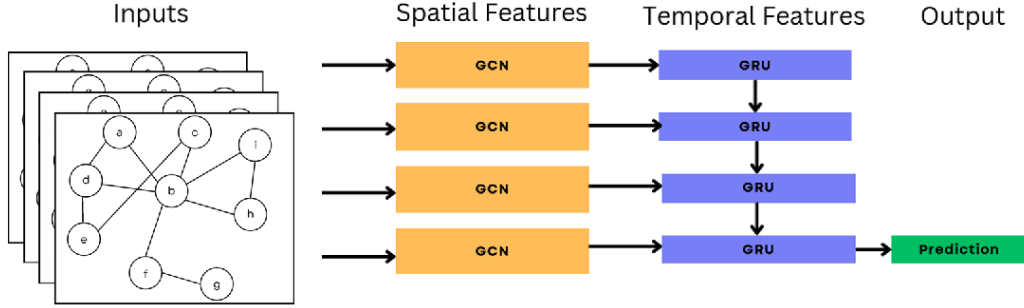 Inputs
Spatial Features
Temporal Features
Output
a
c
i
d
b
h
e
f
g
GCN
GRU
GCN
GRU
GCN
GRU
GCN
GRU
Prediction